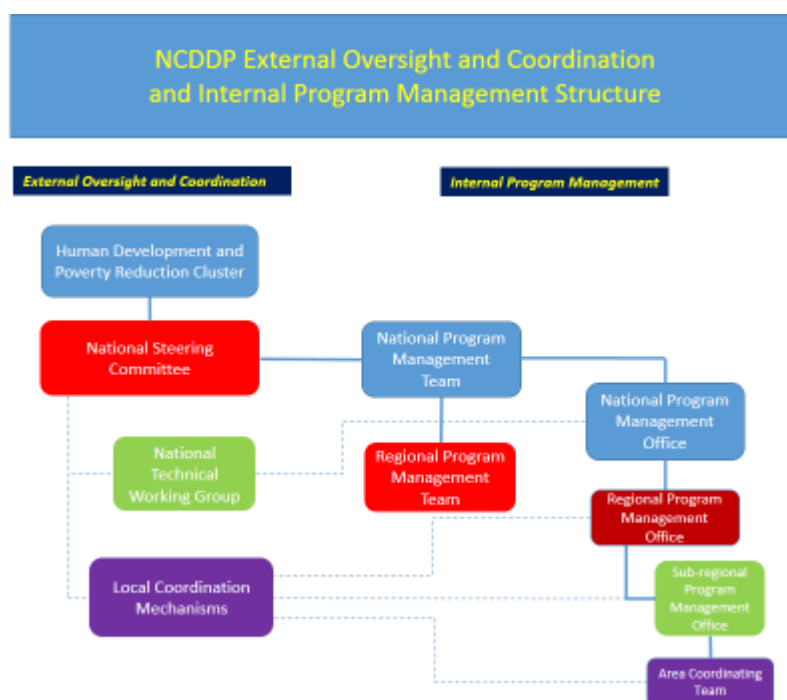 NCDDP External Oversight and Coordination
and Internal Program Management Structure
External Oversight and Coordination
Internal Program Management
Human Development and
Poverty Reduction Cluster
National Steering
Committee
National Program
Management
Team
National Program
Management
Office
National
Technical
Working Group
Regional Program
Management
Team
Regional Program
Management
Office
Local Coordination
Mechanisms
Sub-regional
Program
Management
Office
Area Coordinating
Team